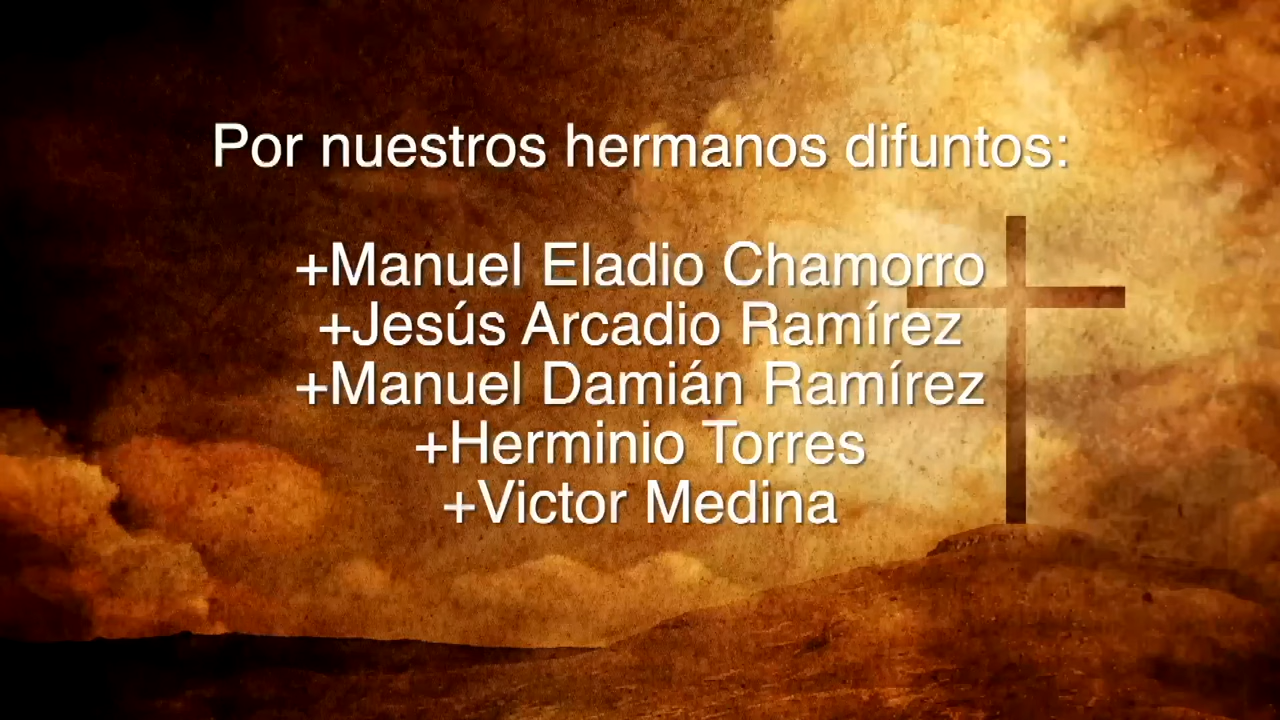 Por nuestros hermanos difuntos:
+Manuel Eladio Chamorro
+Jesús Arcadio Ramírez
+Manuel Damián Ramírez
+Herminio Torres
+Victor Medina